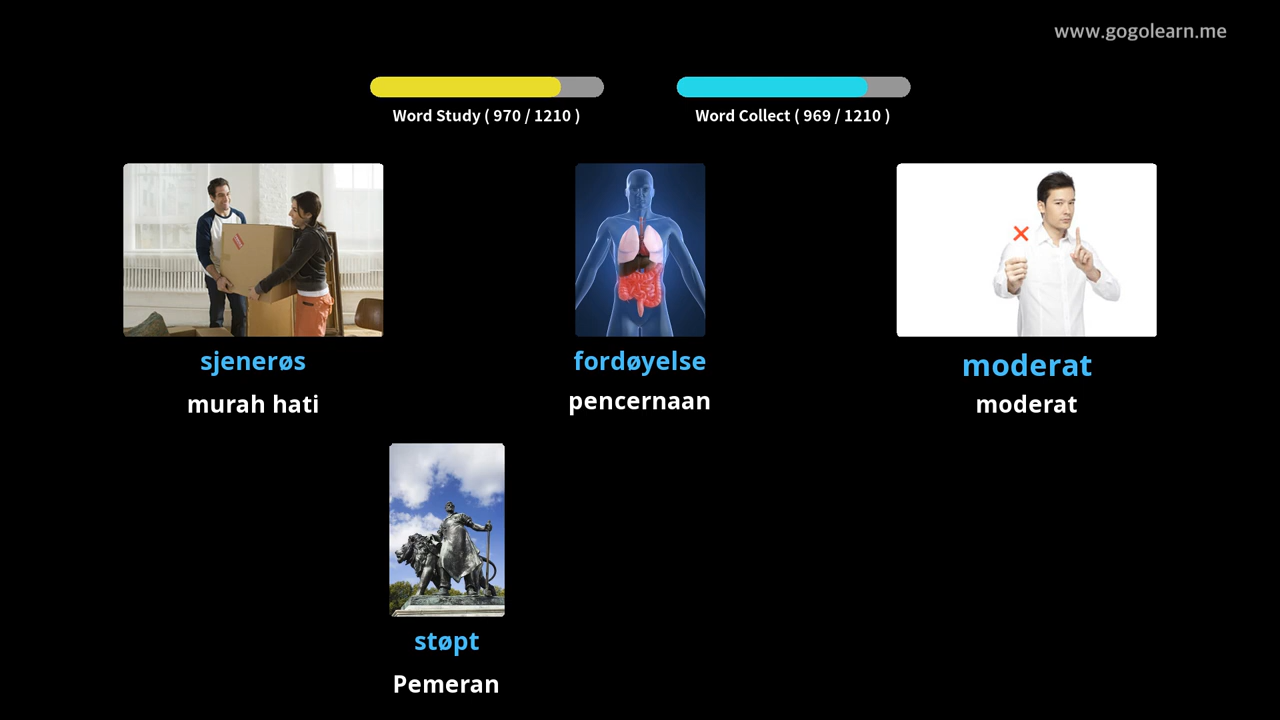 www.gogolearn.me
Word Study ( 970 / 1210 )
Word Collect ( 969 / 1210 )
sjenerøs
fordøyelse
moderat
murah hati
pencernaan
moderat
støpt
Pemeran